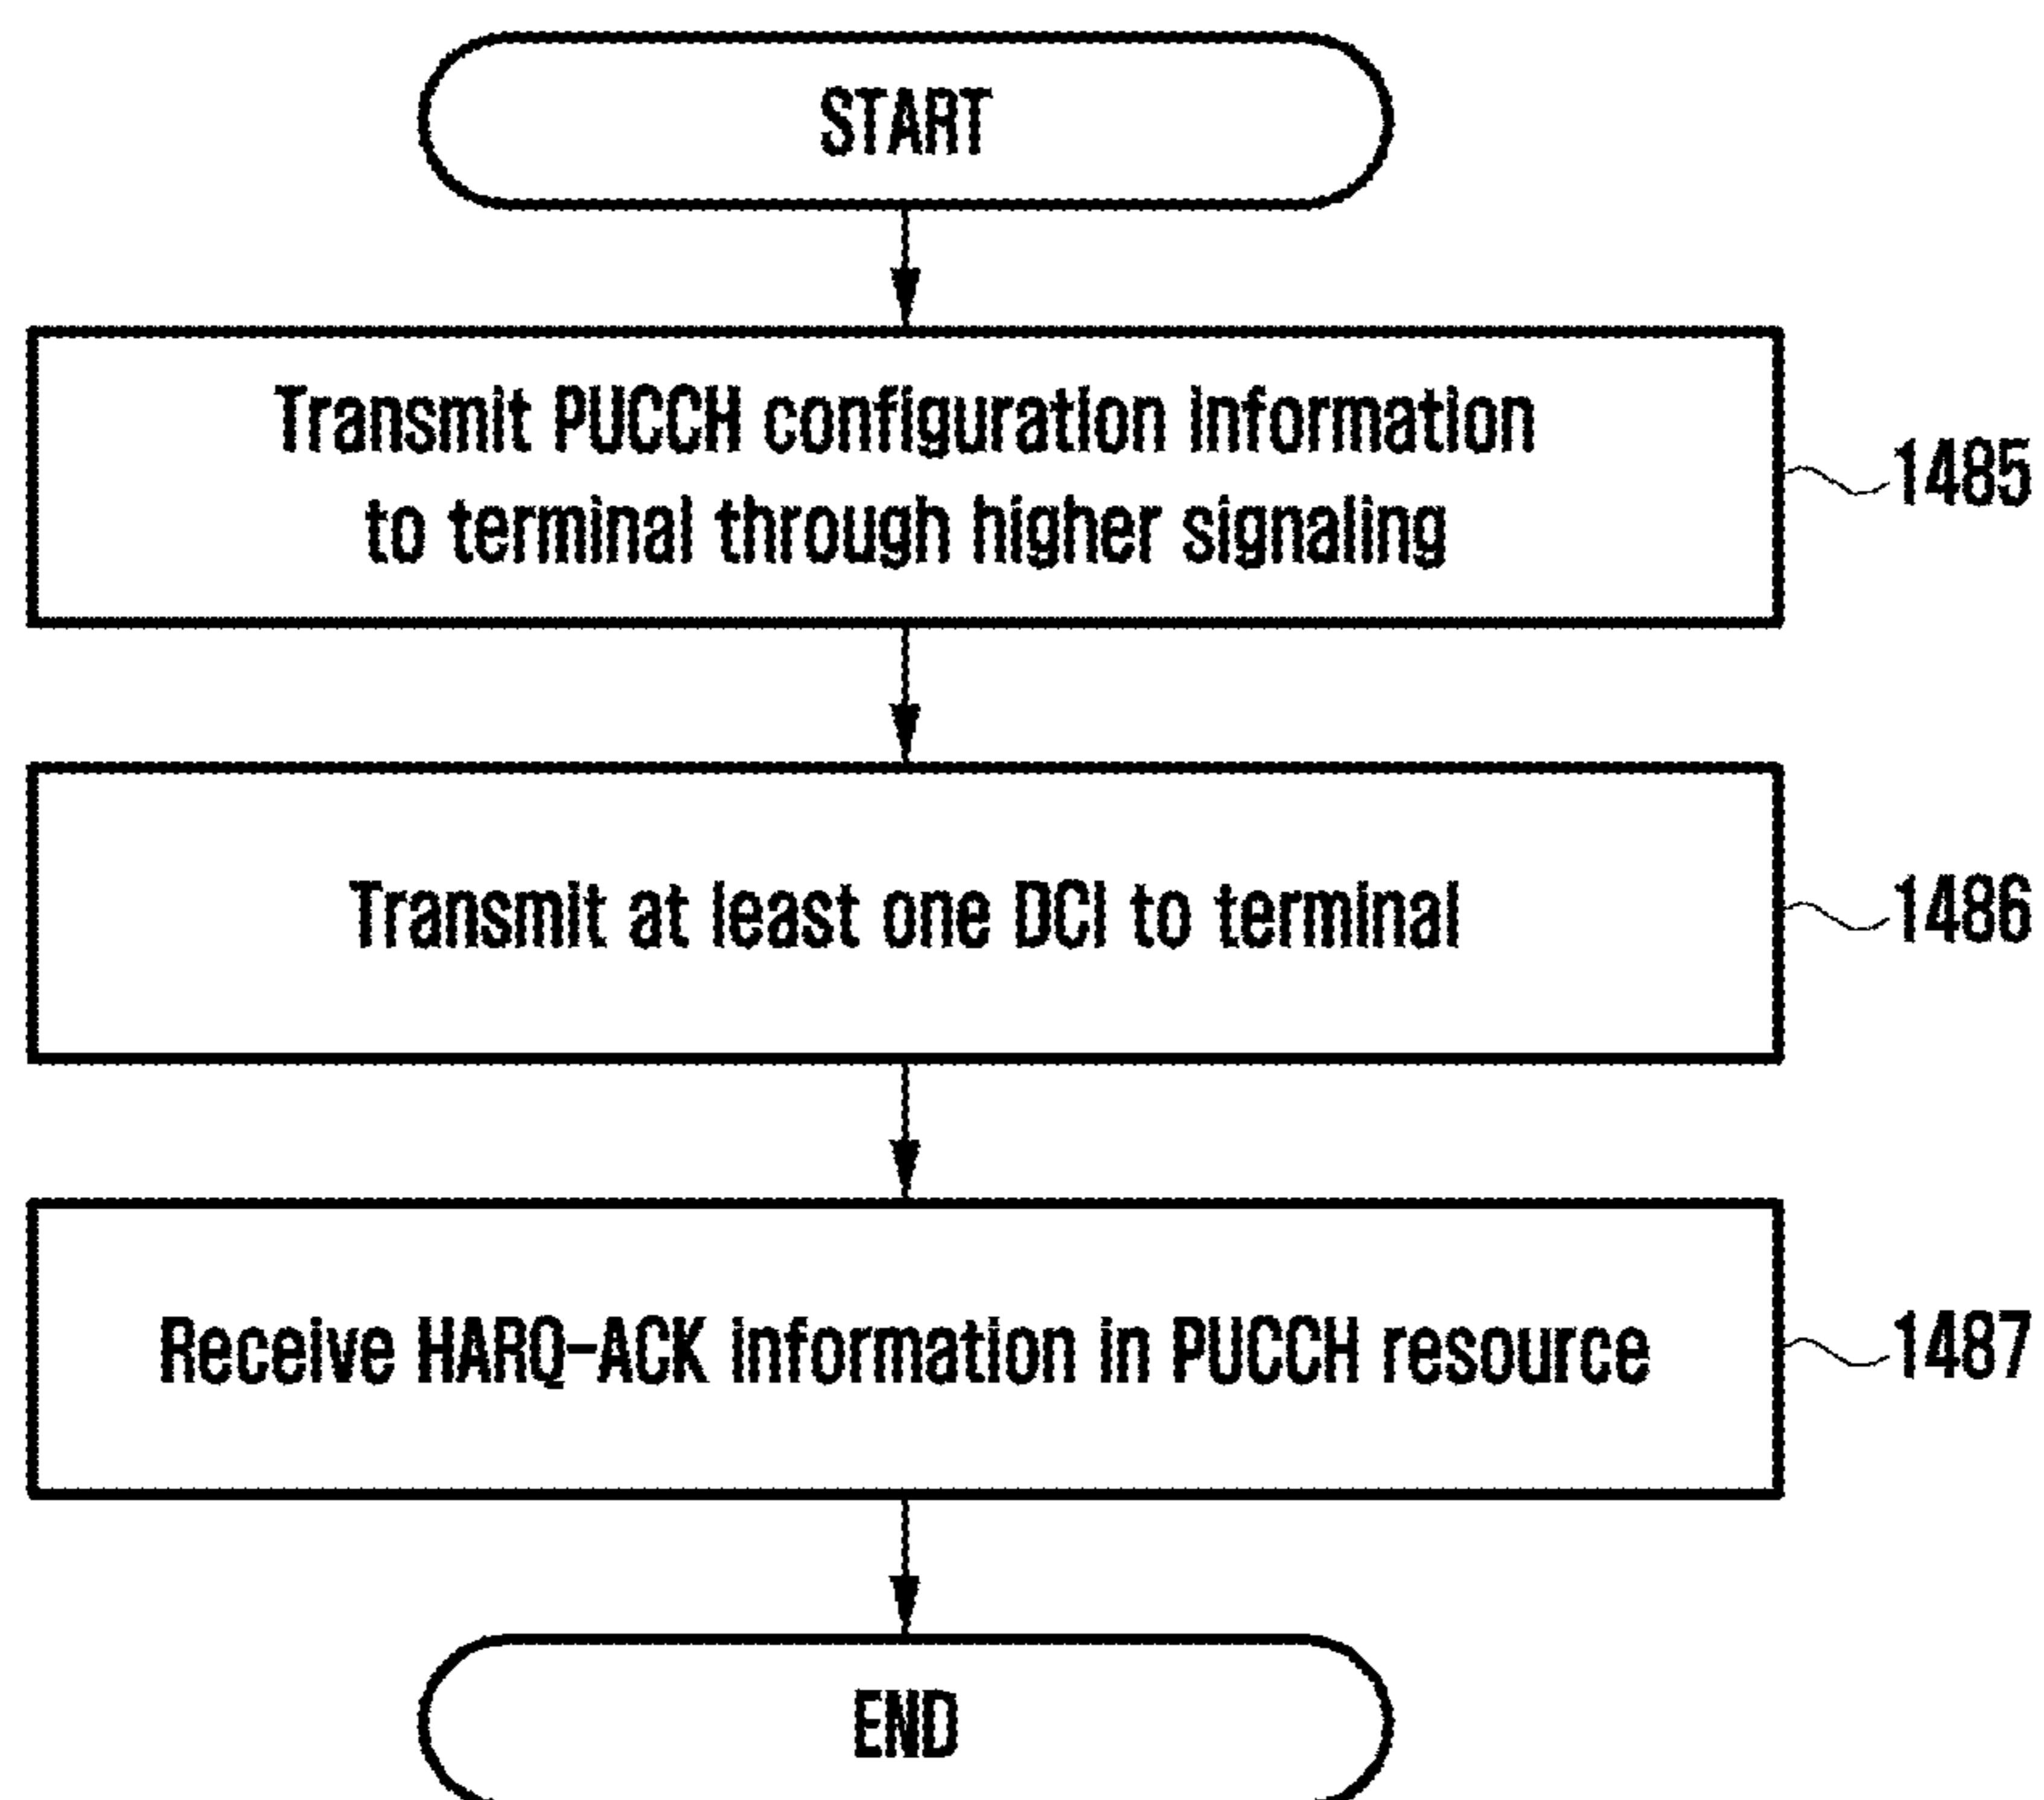 START
Transmit PUCCH configuration information
to terminal through higher signaling
1485
Transmit at least one DCI to terminal
1486
Receive HARQ-ACK information in PUCCH resource
1487
END